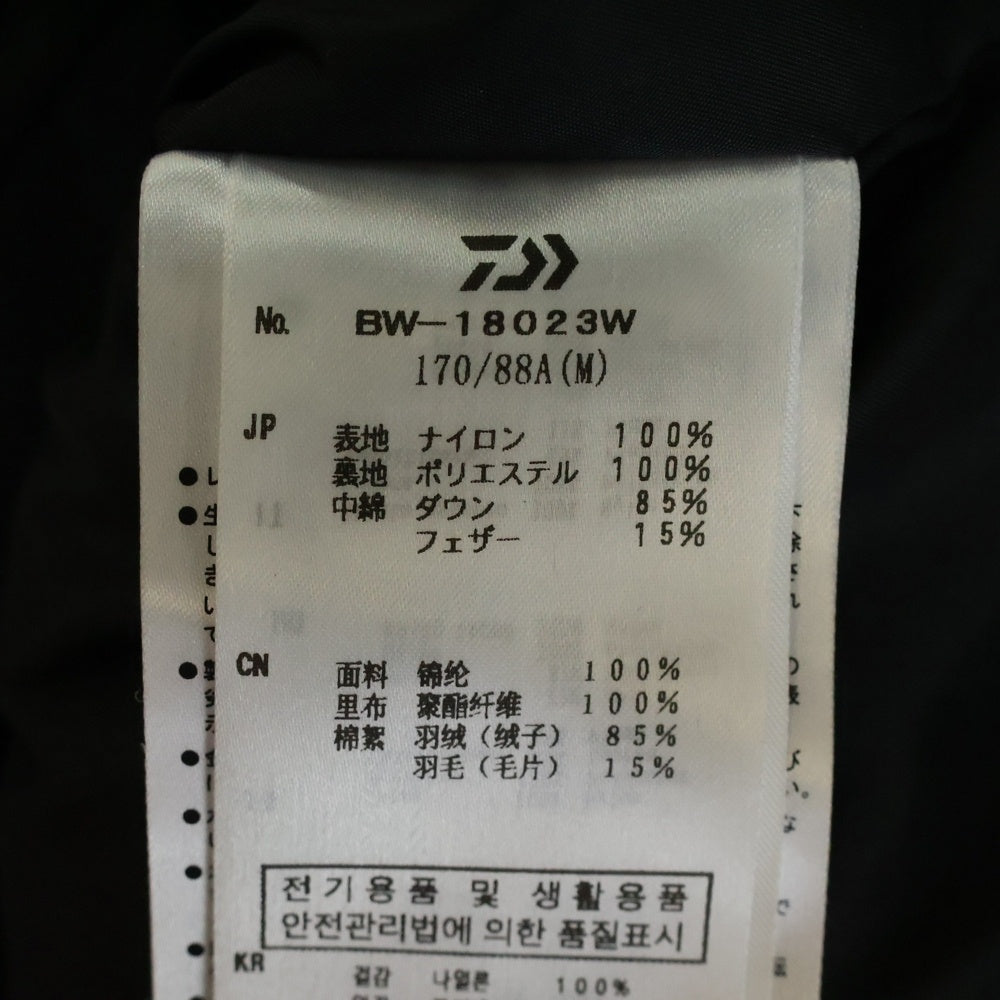 No. BW-18023W
170/88A(M)
JP 表地 ナイロン 100%
裏地 ポリエステル 100%
中綿 ダウン 85%
フェザー 15%
CN 面料 锦纶 100%
里布 聚酯纤维 100%
棉絮 羽绒(绒子) 85%
羽毛(毛片) 15%
전기용품 및 생활용품
안전관리법에 의한 품질표시
KR 겉감 나일론 100%